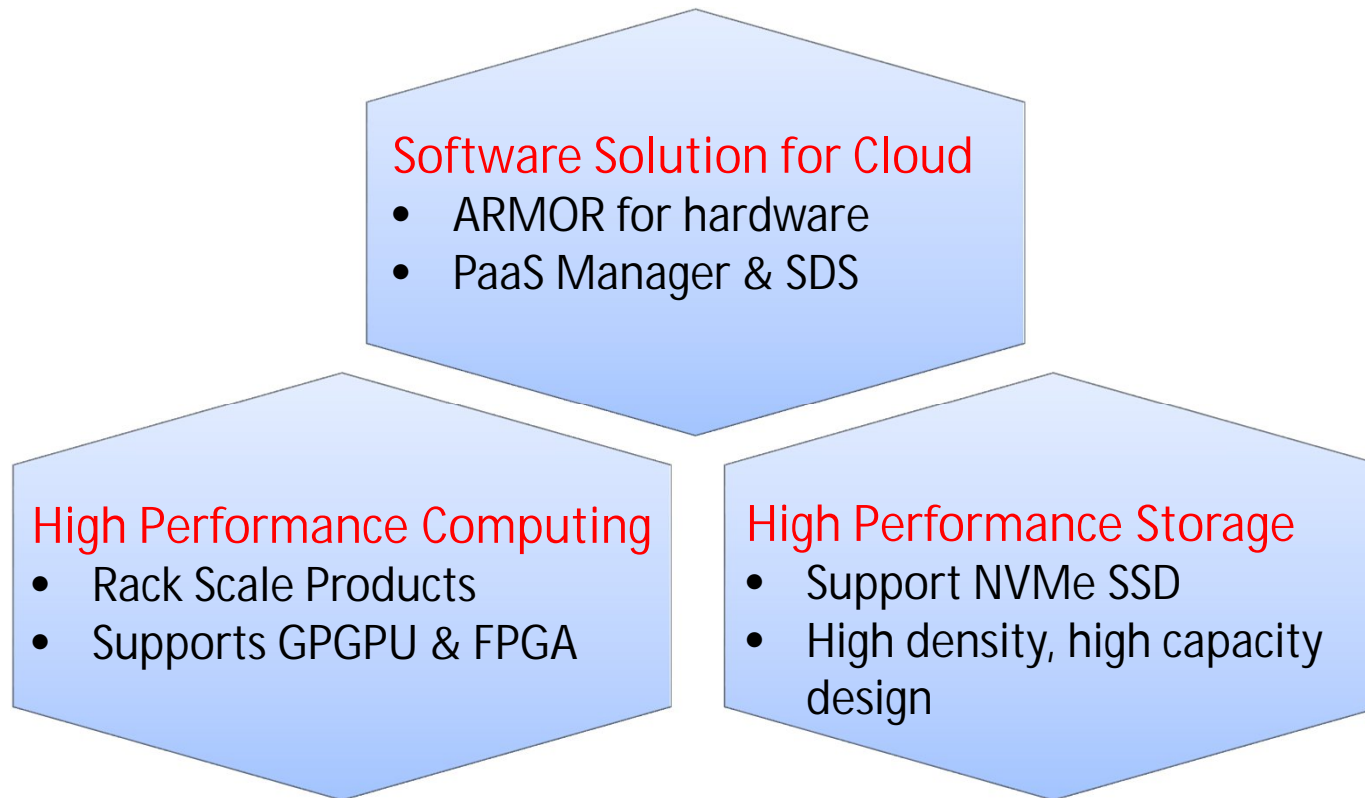 Software Solution for Cloud
• ARMOR for hardware
• PaaS Manager & SDS
High Performance Computing
• Rack Scale Products
• Supports GPGPU & FPGA
High Performance Storage
• Support NVMe SSD
• High density, high capacity
design